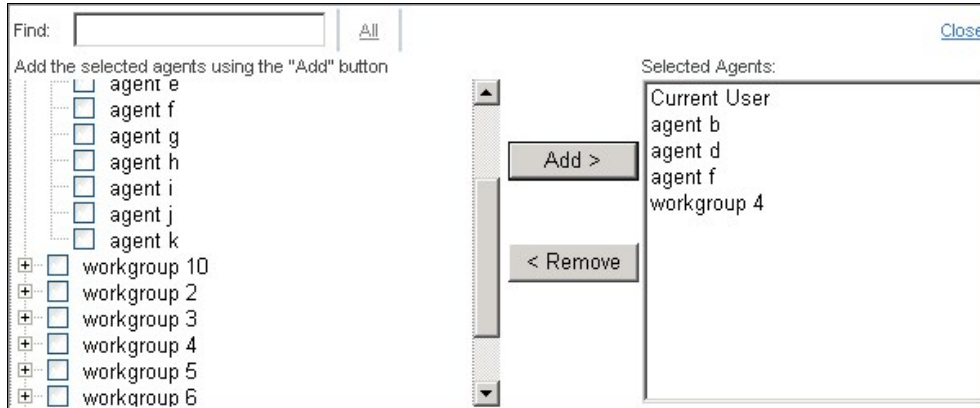 Find:
All
Close
Add the selected agents using the "Add" button
Selected Agents:
agent e
agent f
agent g
agent h
agent i
agent j
agent k
workgroup 10
workgroup 2
workgroup 3
workgroup 4
workgroup 5
workgroup 6
Add >
< Remove
Current User
agent b
agent d
agent f
workgroup 4